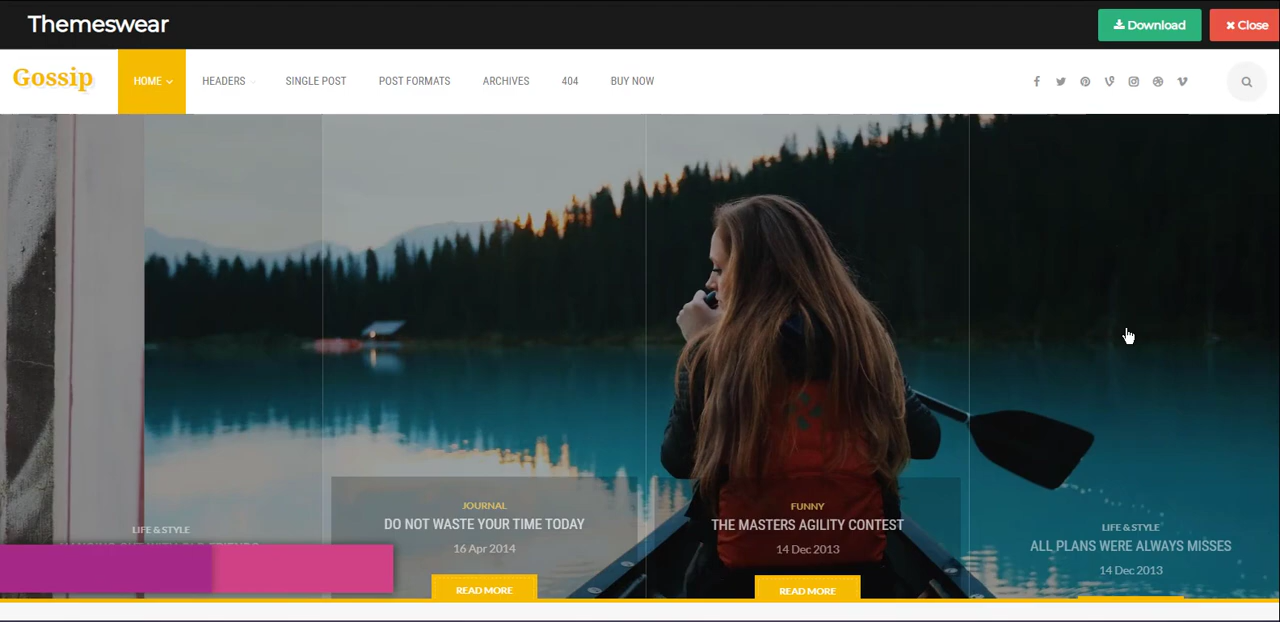 Themeswear
Download
Close
Gossip
HOME
HEADERS
SINGLE POST
POST FORMATS
ARCHIVES
404
BUY NOW
LIFE & STYLE
JOURNAL
DO NOT WASTE YOUR TIME TODAY
16 Apr 2014
READ MORE
FUNNY
THE MASTERS AGILITY CONTEST
14 Dec 2013
READ MORE
LIFE & STYLE
ALL PLANS WERE ALWAYS MISSES
14 Dec 2013